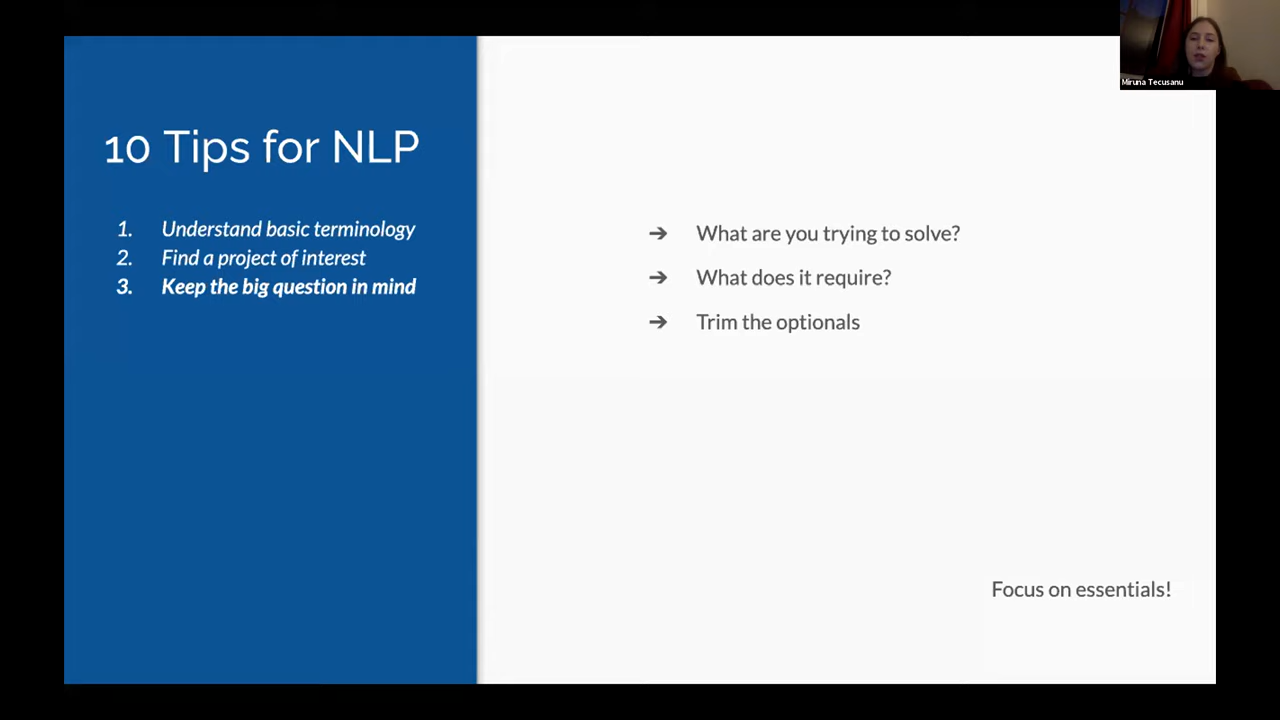 10 Tips for NLP
1. Understand basic terminology
2. Find a project of interest
3. Keep the big question in mind
➔ What are you trying to solve?
➔ What does it require?
➔ Trim the optionals
Focus on essentials!
Miruna Tecusanu